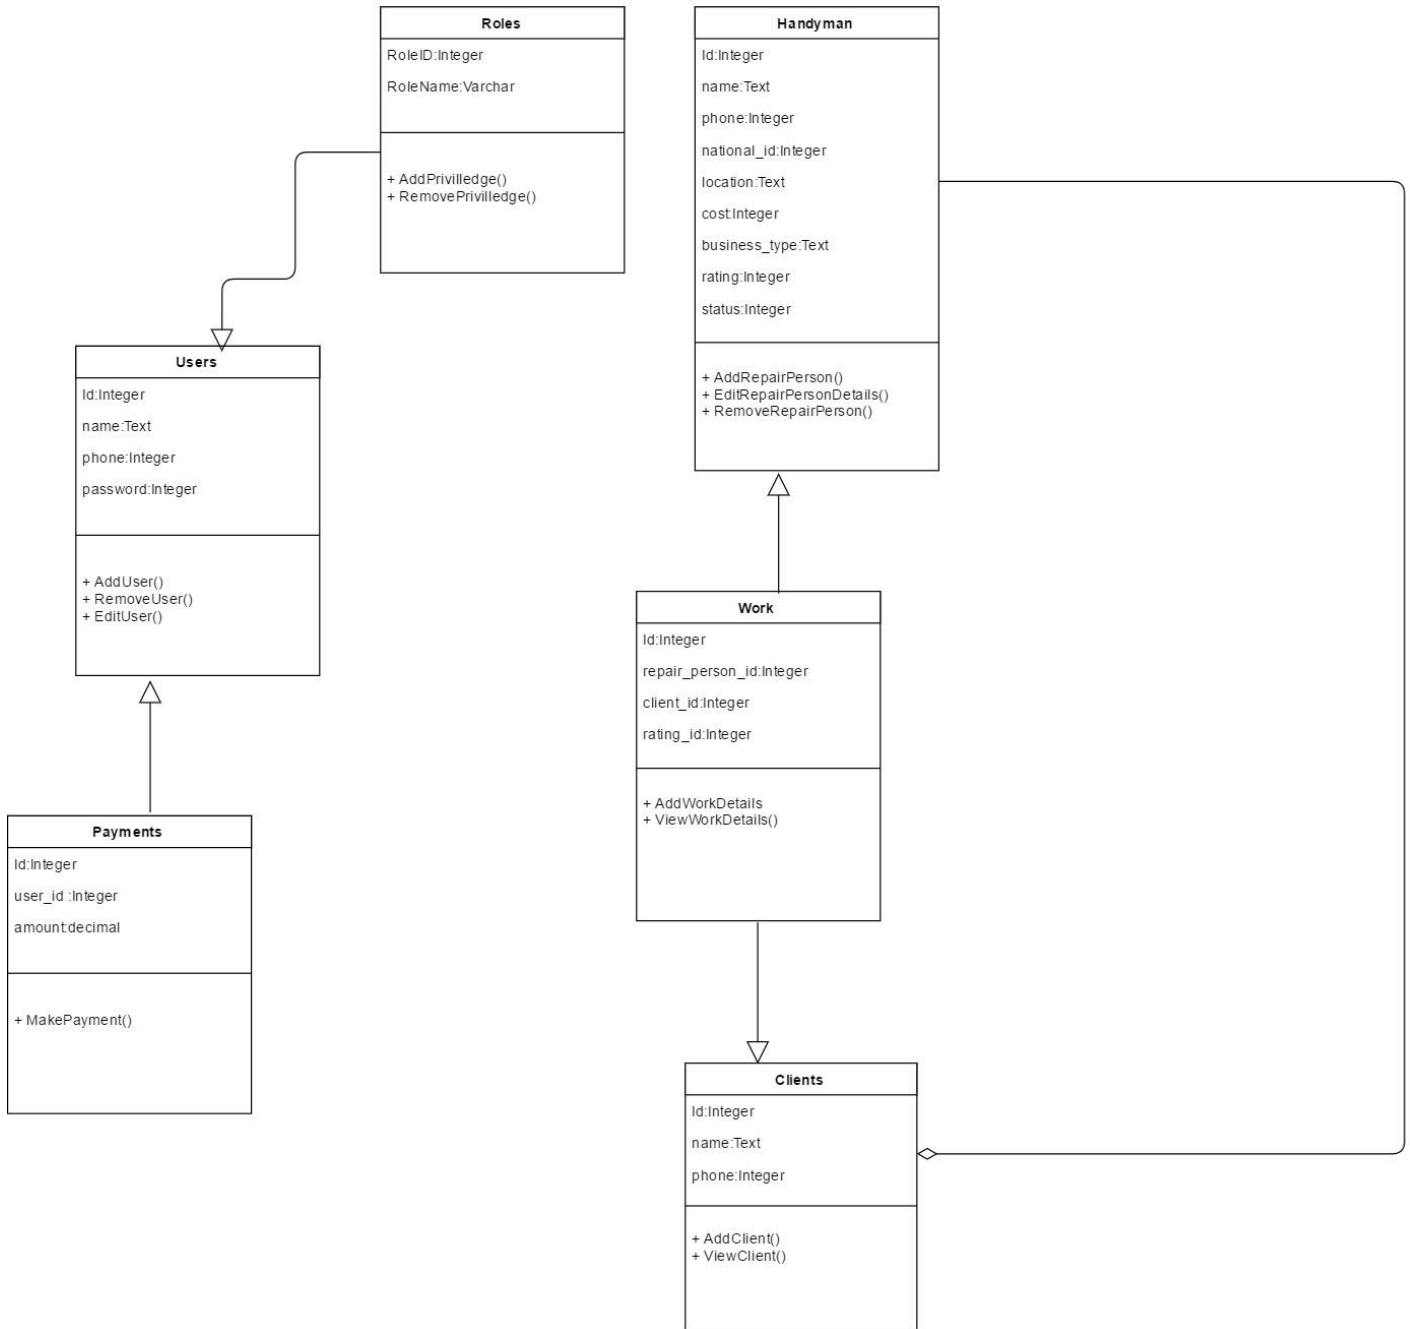 Roles
RoleID:Integer
RoleName:Varchar
+ AddPrivilledge()
+ RemovePrivilledge()
Handyman
Id:Integer
name:Text
phone:Integer
national_id:Integer
location:Text
cost:Integer
business_type:Text
rating:Integer
status:Integer
+ AddRepairPerson()
+ EditRepairPersonDetails()
+ RemoveRepairPerson()
Users
Id:Integer
name:Text
phone:Integer
password:Integer
+ AddUser()
+ RemoveUser()
+ EditUser()
Work
Id:Integer
repair_person_id:Integer
client_id:Integer
rating_id:Integer
+ AddWorkDetails
+ ViewWorkDetails()
Payments
Id:Integer
user_id :Integer
amount:decimal
+ MakePayment()
Clients
Id:Integer
name:Text
phone:Integer
+ AddClient()
+ ViewClient()